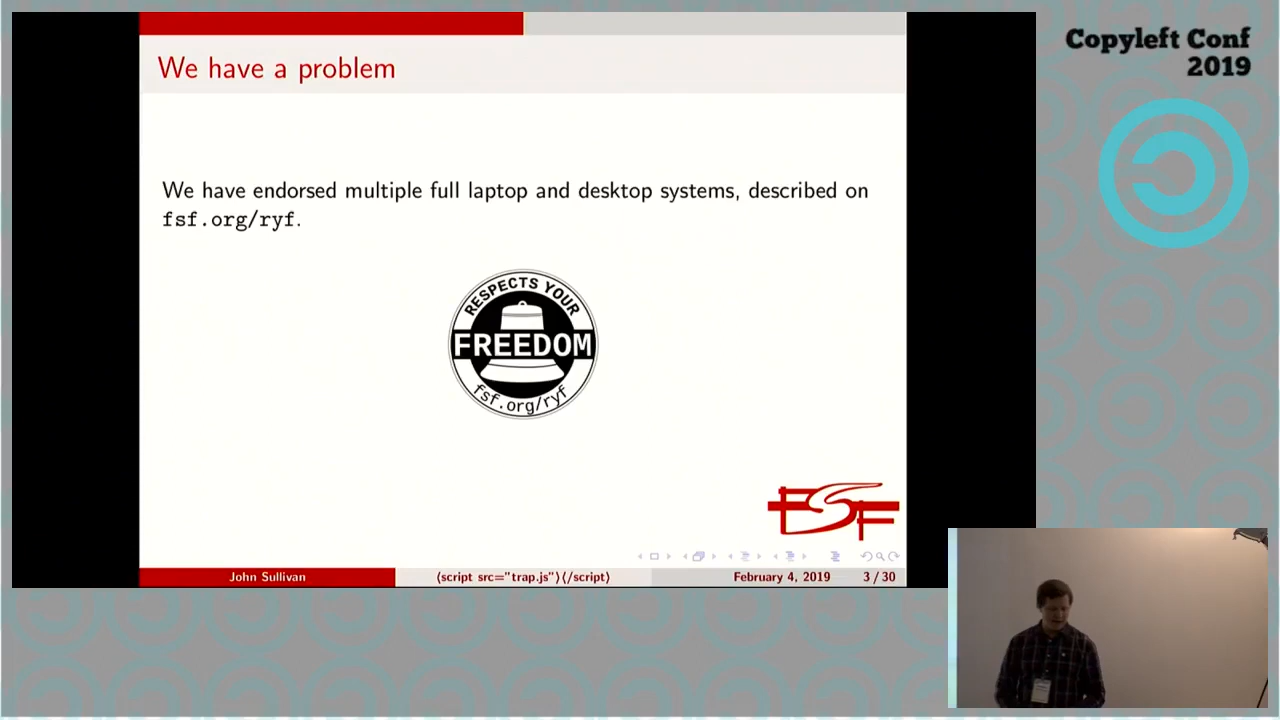 Copyleft Conf
2019
We have a problem
We have endorsed multiple full laptop and desktop systems, described on
fsf.org/ryf.
RESPECTS YOUR
FREEDOM
fsf.org/ryf
FSF
John Sullivan
⟨script src="trap.js"⟩⟨/script⟩
February 4, 2019
3 / 30